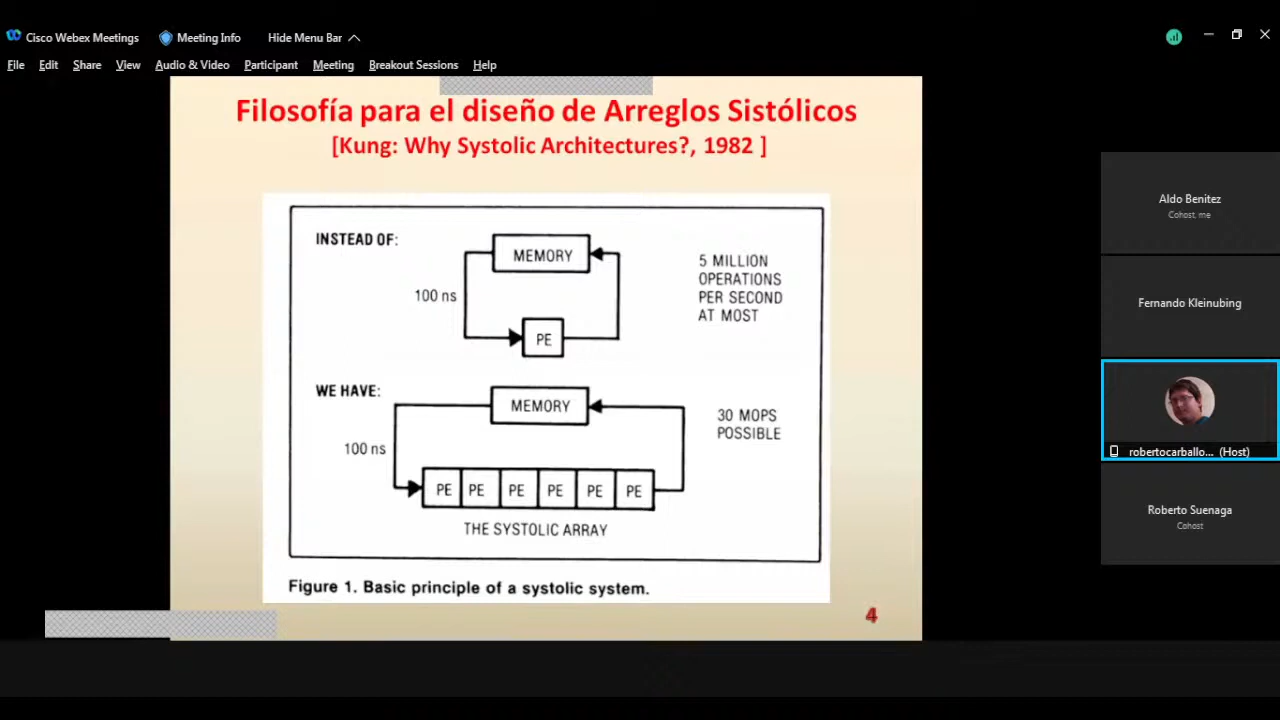 Cisco Webex Meetings
Meeting Info
Hide Menu Bar
File Edit Share View Audio & Video Participant Meeting Breakout Sessions Help
Filosofía para el diseño de Arreglos Sistólicos
[Kung: Why Systolic Architectures?, 1982 ]
INSTEAD OF:
MEMORY
100 ns
PE
5 MILLION
OPERATIONS
PER SECOND
AT MOST
WE HAVE:
MEMORY
100 ns
PE PE PE PE PE PE
THE SYSTOLIC ARRAY
30 MOPS
POSSIBLE
Figure 1. Basic principle of a systolic system.
4
Aldo Benitez
Cohost, me
Fernando Kleinubing
robertocarballo... (Host)
Roberto Suenaga
Cohost